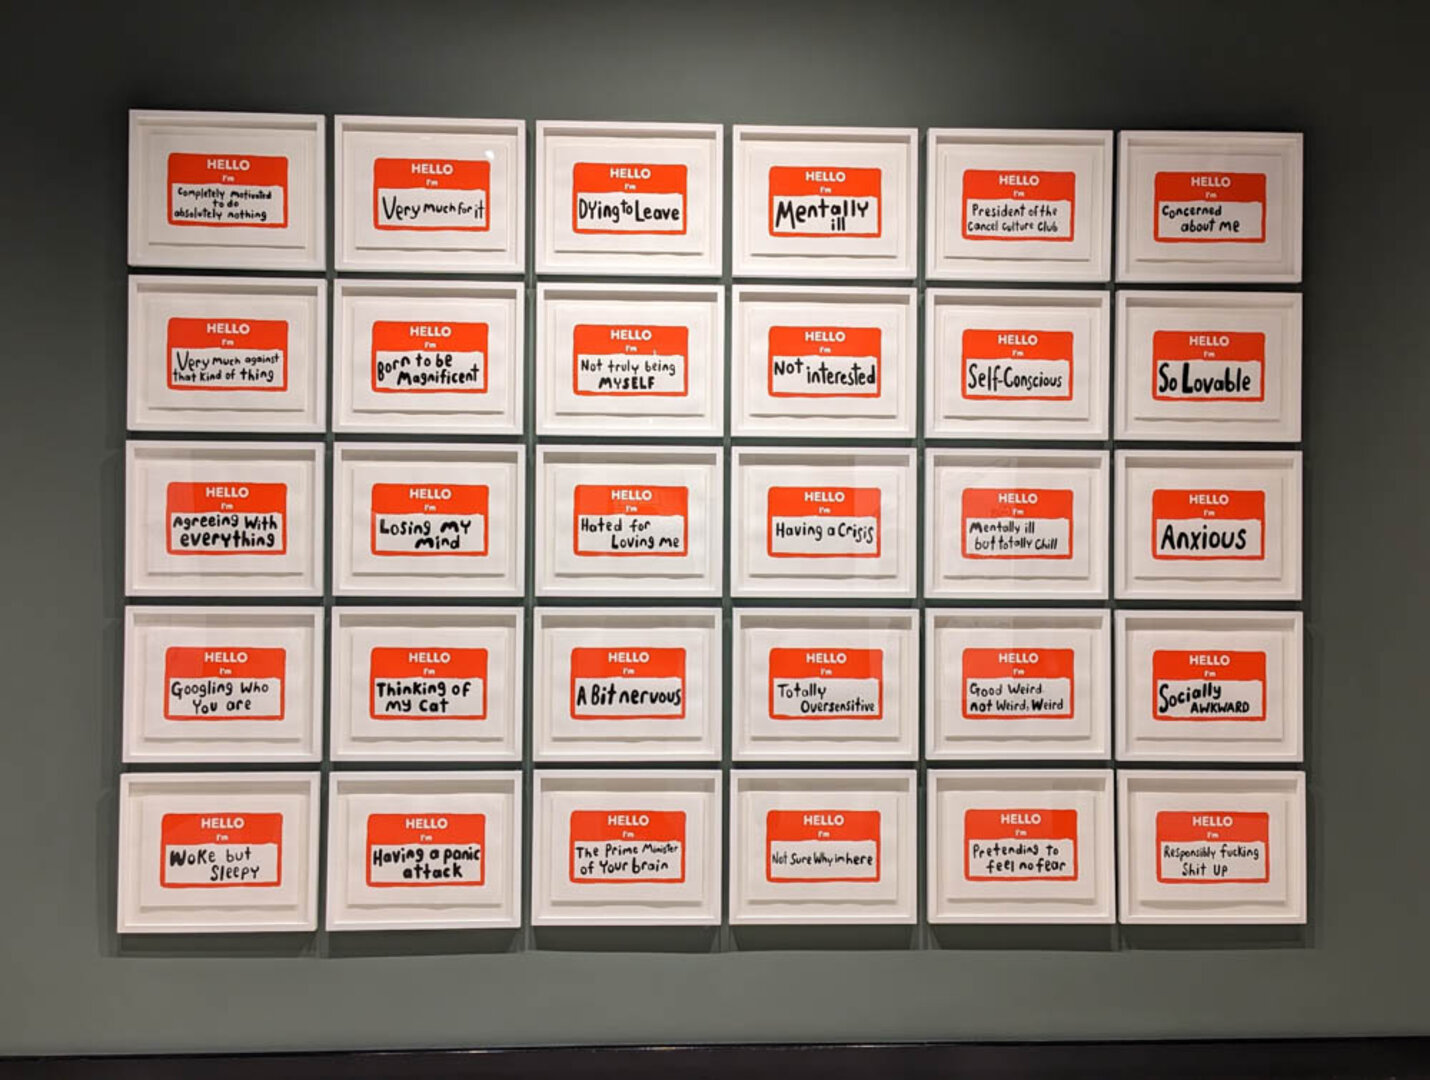 HELLO
I'm
Completely Motivated
to do
absolutely nothing
HELLO
I'm
Very much for it
HELLO
I'm
Dying to Leave
HELLO
I'm
Mentally
ill
HELLO
I'm
President of the
Cancel Culture Club
HELLO
I'm
Concerned
about me
HELLO
I'm
Very much against
that kind of thing
HELLO
I'm
Born to be
Magnificent
HELLO
I'm
Not truly being
MYSELF
HELLO
I'm
Not interested
HELLO
I'm
Self-Conscious
HELLO
I'm
So Lovable
HELLO
I'm
Agreeing With
everything
HELLO
I'm
Losing My
Mind
HELLO
I'm
Hated for
Loving me
HELLO
I'm
Having a Crisis
HELLO
I'm
Mentally ill
but totally Chill
HELLO
I'm
Anxious
HELLO
I'm
Googling Who
You are
HELLO
I'm
Thinking of
My Cat
HELLO
I'm
A Bit nervous
HELLO
I'm
Totally
Oversensitive
HELLO
I'm
Good Weird
not Weird, Weird
HELLO
I'm
Socially
AWKWARD
HELLO
I'm
Woke but
Sleepy
HELLO
I'm
Having a panic
attack
HELLO
I'm
The Prime Minister
of Your brain
HELLO
I'm
Not Sure Why im here
HELLO
I'm
Pretending to
feel no fear
HELLO
I'm
Responsibly fucking
Shit UP